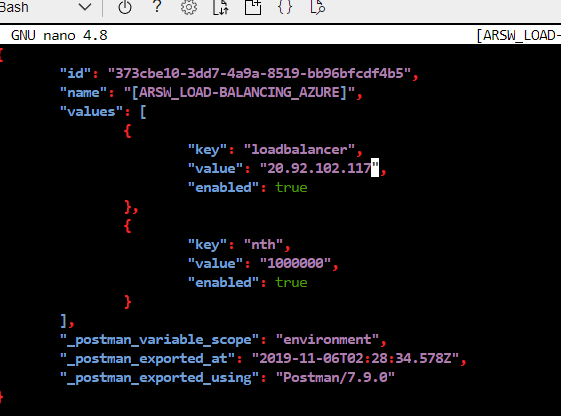 Bash
GNU nano 4.8 [ARSW_LOAD-
{
"id": "373cbe10-3dd7-4a9a-8519-bb96bfcdf4b5",
"name": "[ARSW_LOAD-BALANCING_AZURE]",
"values": [
{
"key": "loadbalancer",
"value": "20.92.102.117",
"enabled": true
},
{
"key": "nth",
"value": "1000000",
"enabled": true
}
],
"_postman_variable_scope": "environment",
"_postman_exported_at": "2019-11-06T02:28:34.578Z",
"_postman_exported_using": "Postman/7.9.0"
}